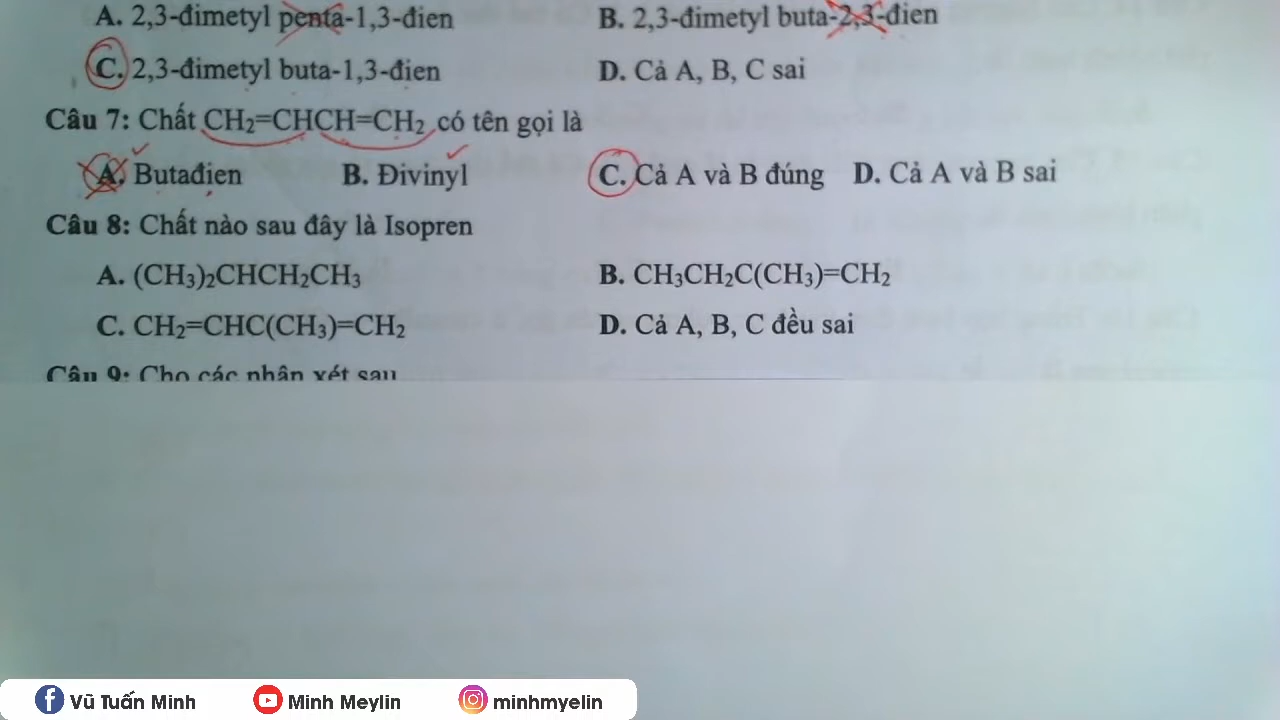 A. 2,3-đimetyl penta-1,3-đien B. 2,3-đimetyl buta-2,3-đien
C. 2,3-đimetyl buta-1,3-đien D. Cả A, B, C sai
Câu 7: Chất CH₂=CHCH=CH₂ có tên gọi là
A. Butađien B. Đivinyl C. Cả A và B đúng D. Cả A và B sai
Câu 8: Chất nào sau đây là Isopren
A. (CH₃)₂CHCH₂CH₃ B. CH₃CH₂C(CH₃)=CH₂
C. CH₂=CHC(CH₃)=CH₂ D. Cả A, B, C đều sai
Câu 9: Cho các nhận xét sau
Vũ Tuấn Minh Minh Meylin minhmyelin